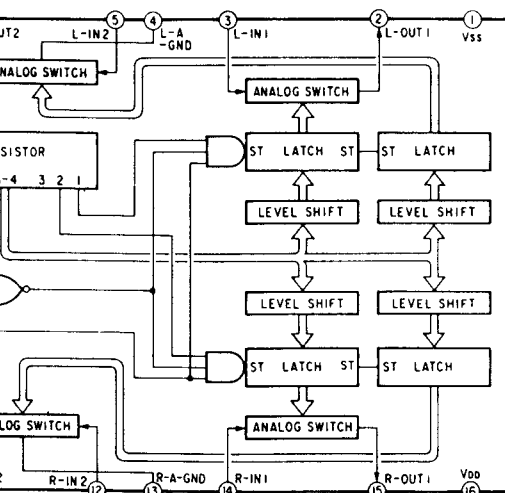 5 4 3 2 1
UT2 L-IN2 L-A L-IN1 L-OUT1 Vss
-GND
NALOG SWITCH
ANALOG SWITCH
SISTOR ST LATCH ST ST LATCH
-4 3 2 1
LEVEL SHIFT LEVEL SHIFT
LEVEL SHIFT LEVEL SHIFT
ST LATCH ST ST LATCH
LOG SWITCH ANALOG SWITCH
2 R-IN2 R-A-GND R-IN1 R-OUT1 VDD
12 13 14 15 16